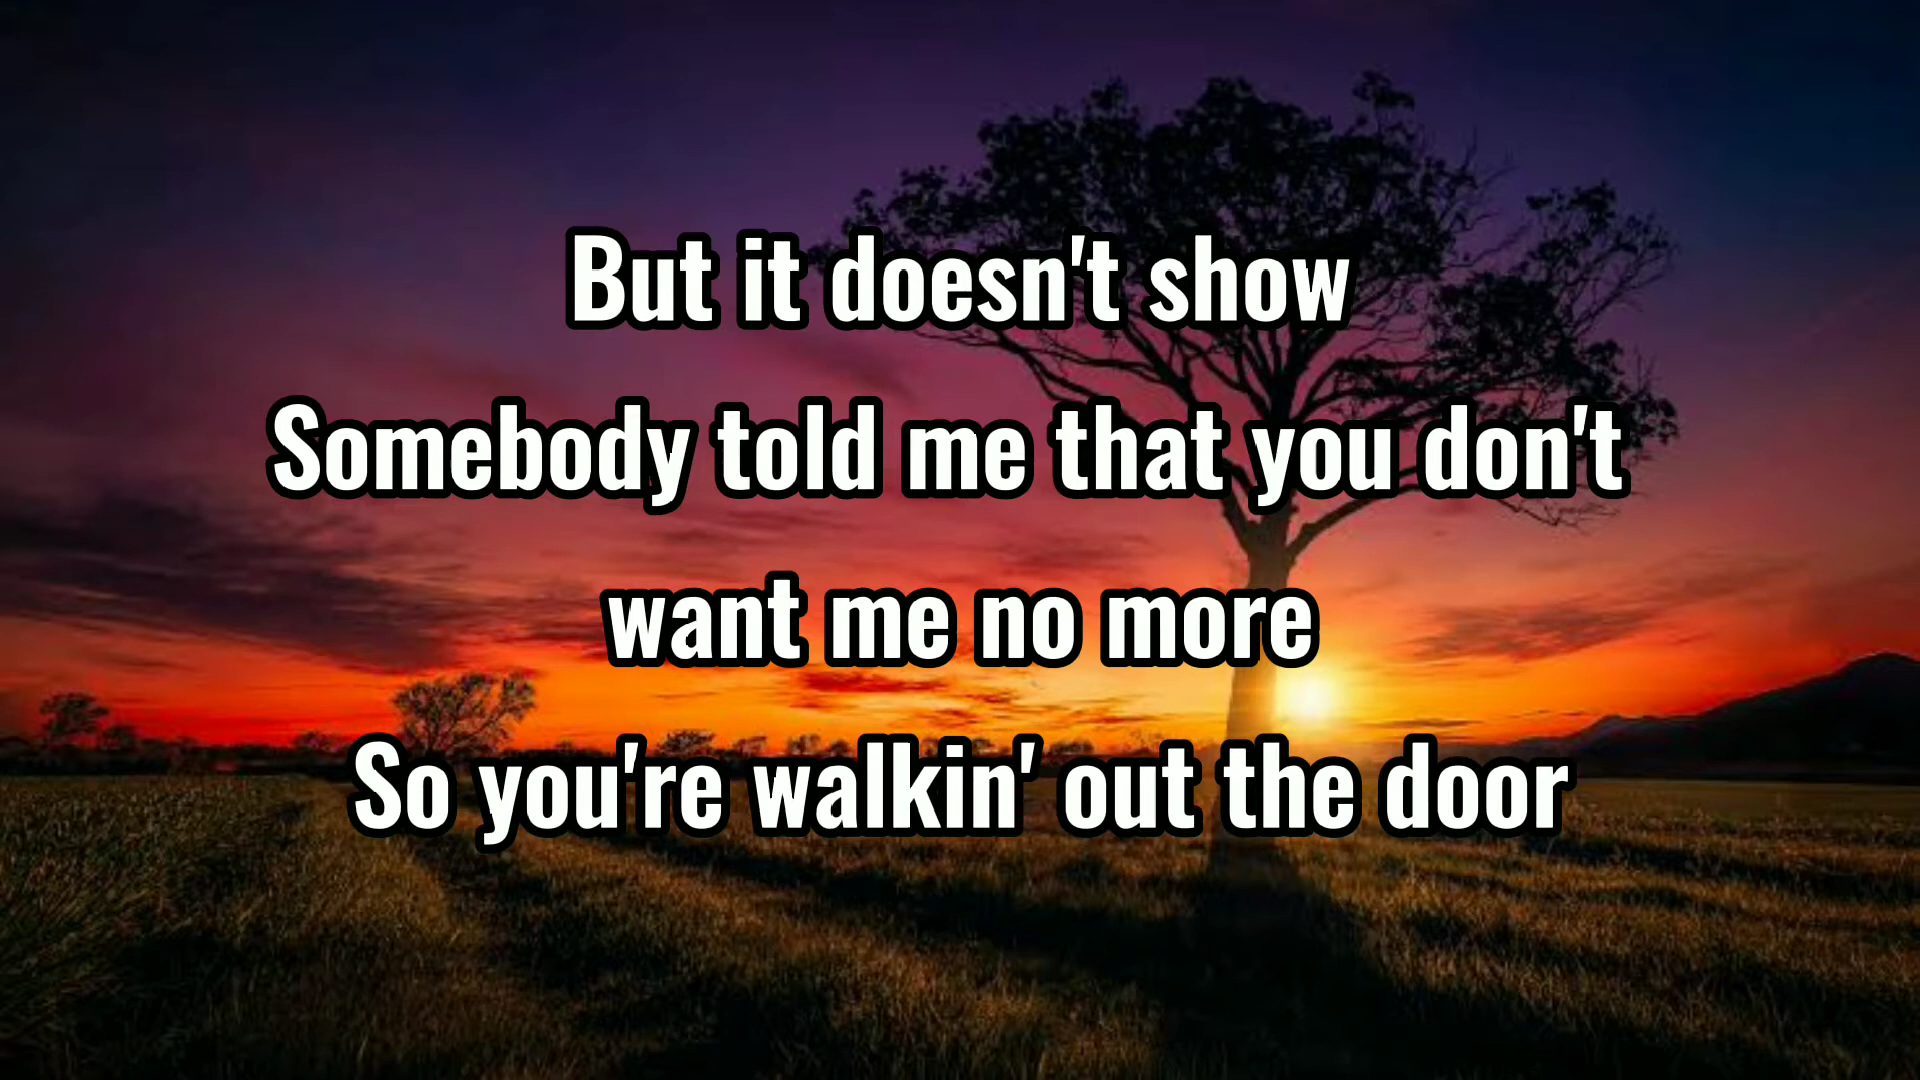 But it doesn't show
Somebody told me that you don't
want me no more
So you're walkin' out the door